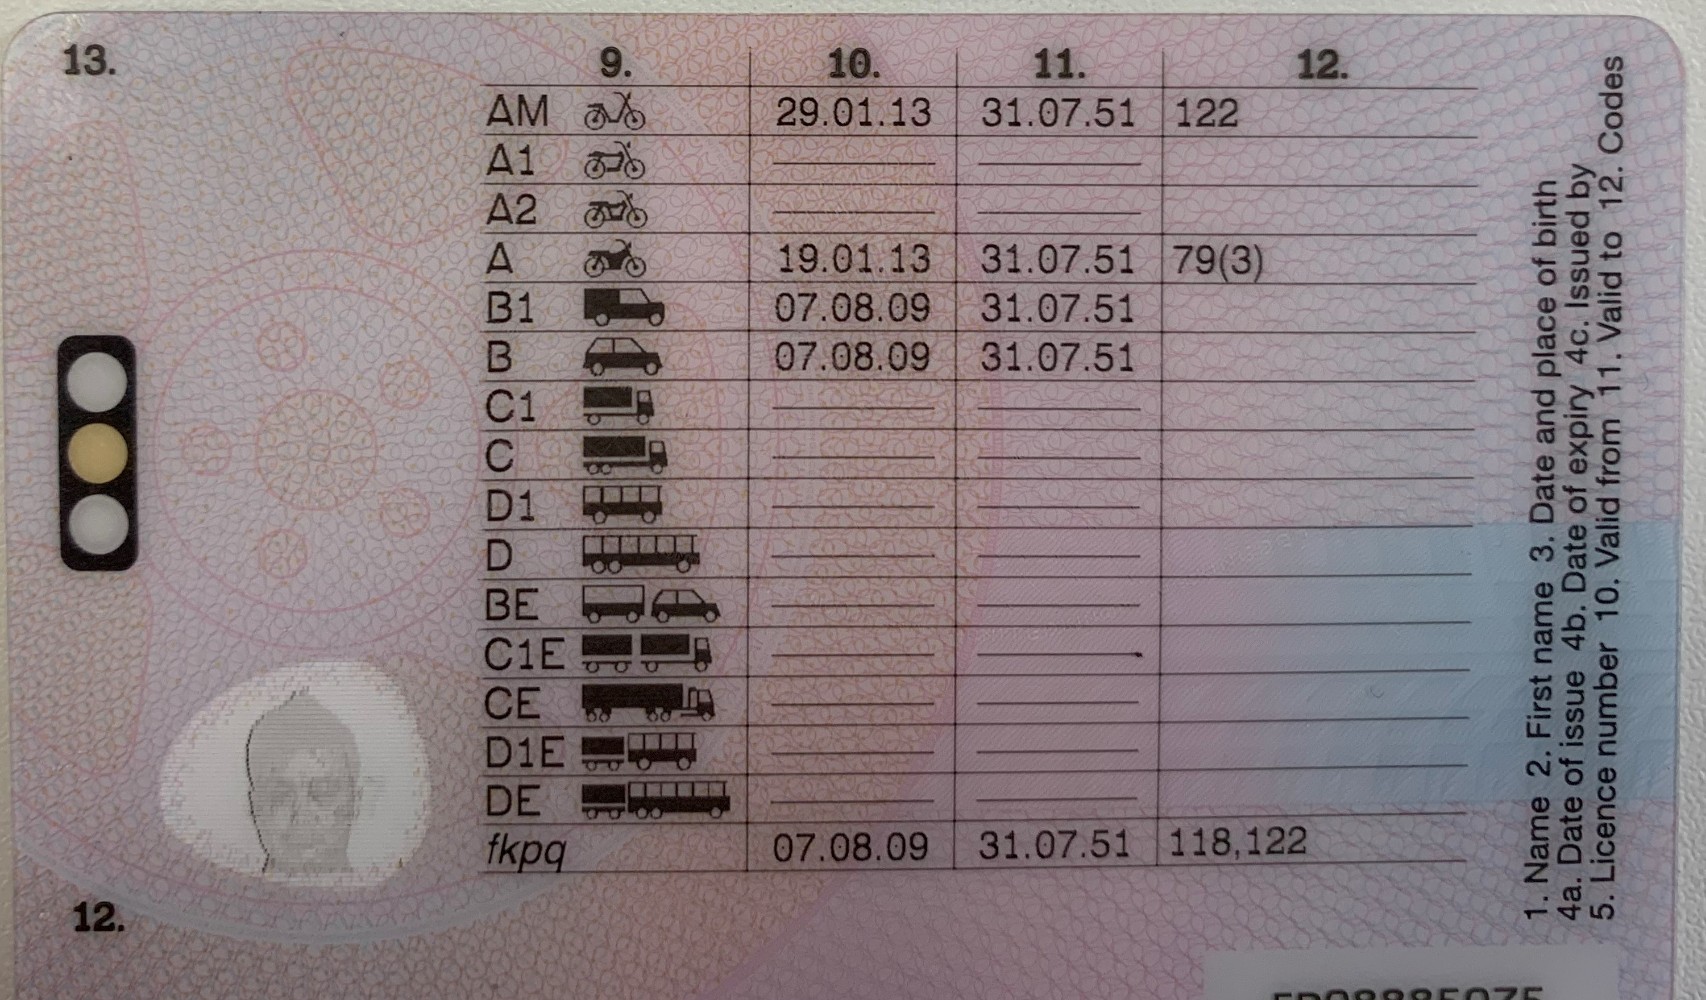 13.
9. 10. 11. 12.
AM 29.01.13 31.07.51 122
A1
A2
A 19.01.13 31.07.51 79(3)
B1 07.08.09 31.07.51
B 07.08.09 31.07.51
C1
C
D1
D
BE
C1E
CE
D1E
DE
fkpq 07.08.09 31.07.51 118,122
12.
1. Name 2. First name 3. Date and place of birth
4a. Date of issue 4b. Date of expiry 4c. Issued by
5. Licence number 10. Valid from 11. Valid to 12. Codes